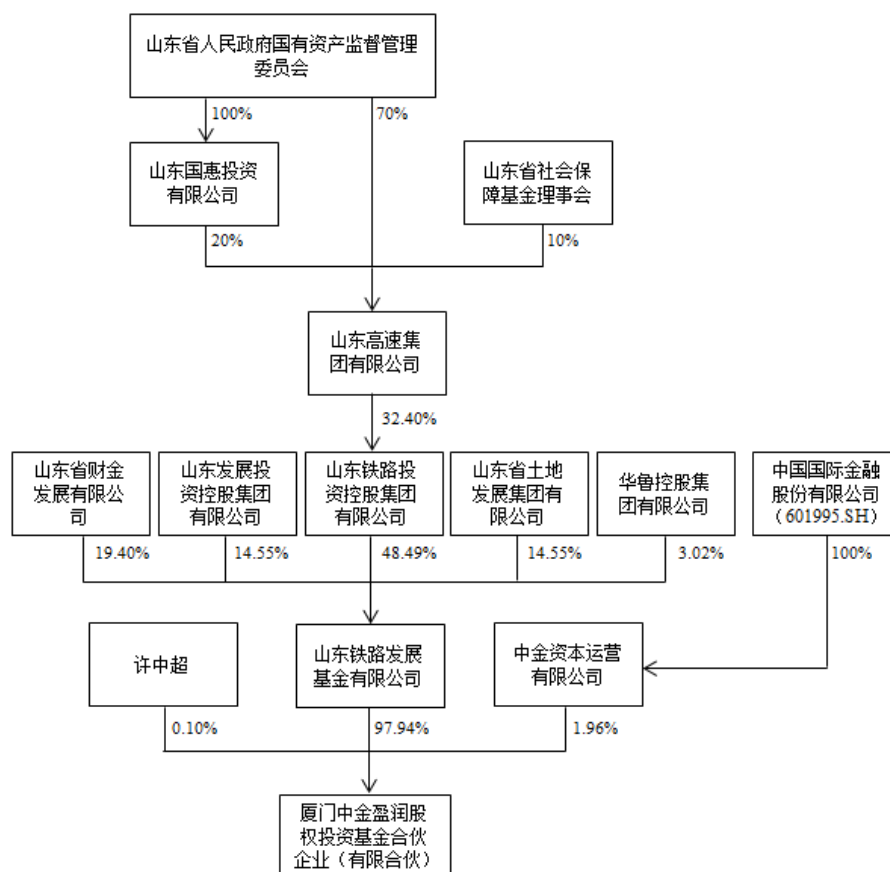 山东省人民政府国有资产监督管理
委员会
100%
70%
山东国惠投资
有限公司
山东省社会保
障基金理事会
20%
10%
山东高速集
团有限公司
32.40%
山东省财金
发展有限公
司
山东发展投
资控股集团
有限公司
山东铁路投
资控股集团
有限公司
山东省土地
发展集团有
限公司
华鲁控股集
团有限公司
中国国际金融
股份有限公司
（601995.SH）
19.40%
14.55%
48.49%
14.55%
3.02%
100%
许中超
山东铁路发展
基金有限公司
中金资本运营
有限公司
0.10%
97.94%
1.96%
厦门中金盈润股
权投资基金合伙
企业（有限合伙）